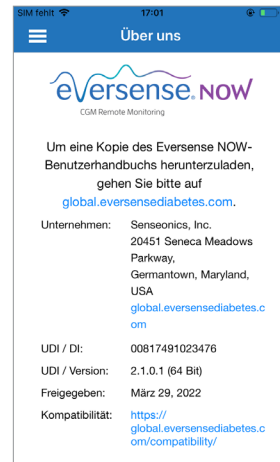 SIM fehlt 17:01
Über uns
eversense. NOW
CGM Remote Monitoring
Um eine Kopie des Eversense NOW-
Benutzerhandbuchs herunterzuladen,
gehen Sie bitte auf
global.eversensediabetes.com.
Unternehmen: Senseonics, Inc.
20451 Seneca Meadows
Parkway,
Germantown, Maryland,
USA
global.eversensediabetes.c
om
UDI / DI: 00817491023476
UDI / Version: 2.1.0.1 (64 Bit)
Freigegeben: März 29, 2022
Kompatibilität: https://
global.eversensediabetes.c
om/compatibility/